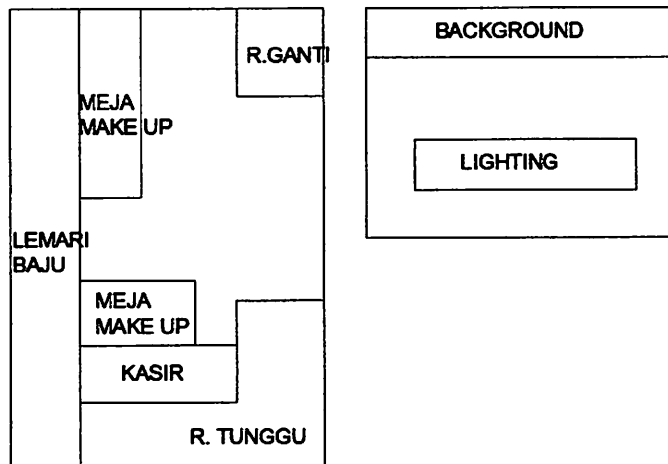 BACKGROUND
R.GANTI
MEJA
MAKE UP
LIGHTING
LEMARI
BAJU
MEJA
MAKE UP
KASIR
R. TUNGGU